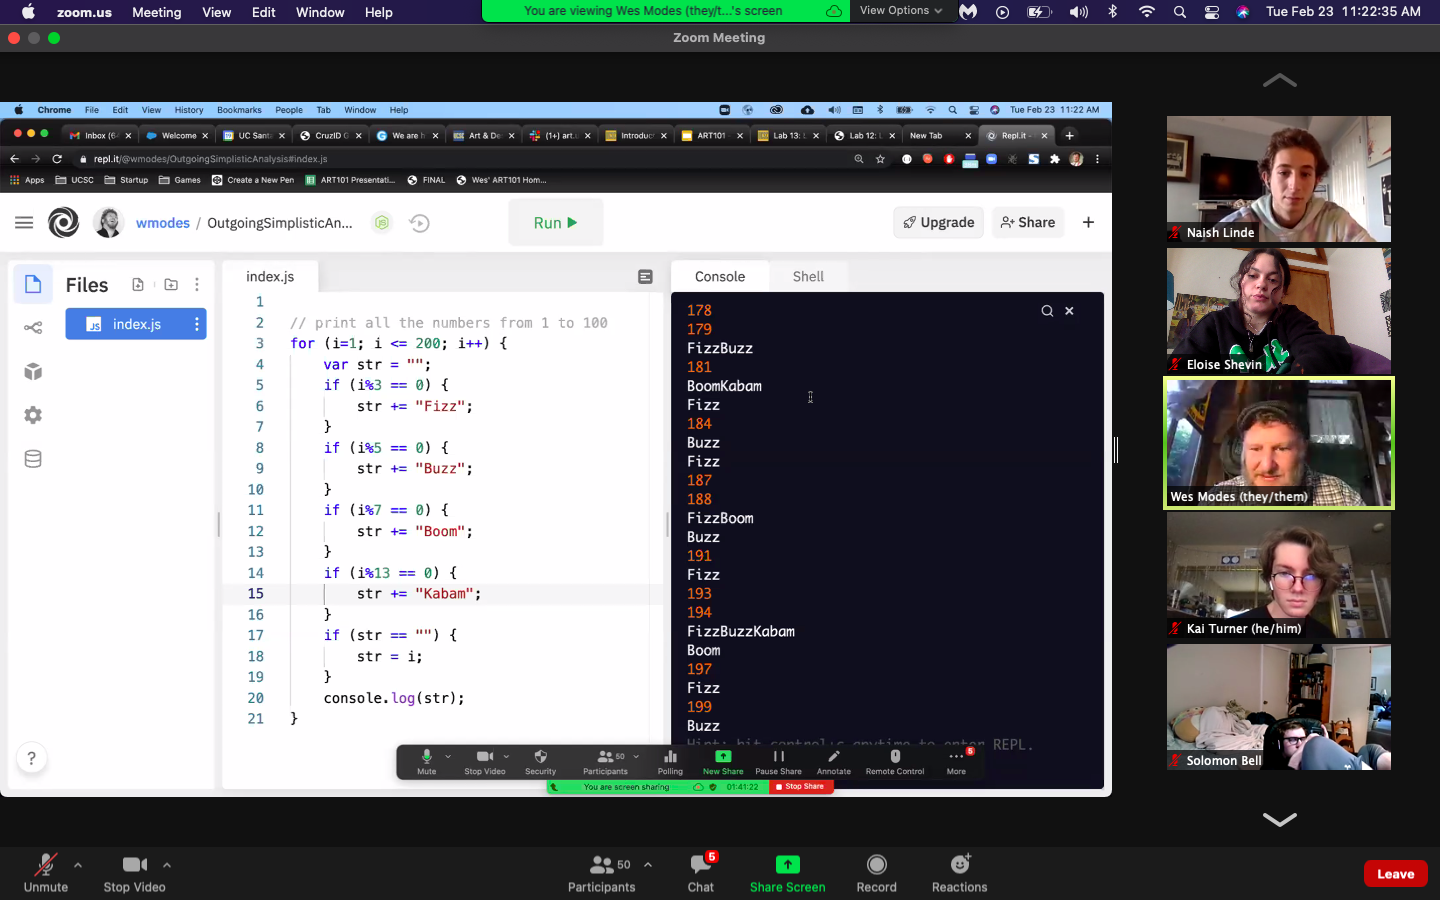 zoom.us Meeting View Edit Window Help
You are viewing Wes Modes (they/t...'s screen
View Options
Tue Feb 23 11:22:35 AM
Zoom Meeting
Chrome File Edit View History Bookmarks People Tab Window Help
Tue Feb 23 11:22 AM
Inbox (6 Welcome UC Sant CruzID G We are h Art & De (1+) art.u Introduc ART101 Lab 13: L Lab 12: L New Tab Repl.it -
repl.it/@wmodes/OutgoingSimplisticAnalysis#index.js
Apps UCSC Startup Games Create a New Pen ART101 Presentati... FINAL Wes' ART101 Hom...
wmodes / OutgoingSimplisticAn...
Run
Upgrade
Share
Files
index.js
index.js
1
2 // print all the numbers from 1 to 100
3 for (i=1; i <= 200; i++) {
4 var str = "";
5 if (i%3 == 0) {
6 str += "Fizz";
7 }
8 if (i%5 == 0) {
9 str += "Buzz";
10 }
11 if (i%7 == 0) {
12 str += "Boom";
13 }
14 if (i%13 == 0) {
15 str += "Kabam";
16 }
17 if (str == "") {
18 str = i;
19 }
20 console.log(str);
21 }
Console Shell
178
179
FizzBuzz
181
BoomKabam
Fizz
184
Buzz
Fizz
187
188
FizzBoom
Buzz
191
Fizz
193
194
FizzBuzzKabam
Boom
197
Fizz
199
Buzz
Hint: hit control+c anytime to enter REPL.
Mute Stop Video Security Participants 50 Polling New Share Pause Share Annotate Remote Control More 5
You are screen sharing 01:41:22 Stop Share
?
Naish Linde
Eloise Shevin
Wes Modes (they/them)
Kai Turner (he/him)
Solomon Bell
Unmute Stop Video Participants 50 Chat 5 Share Screen Record Reactions Leave